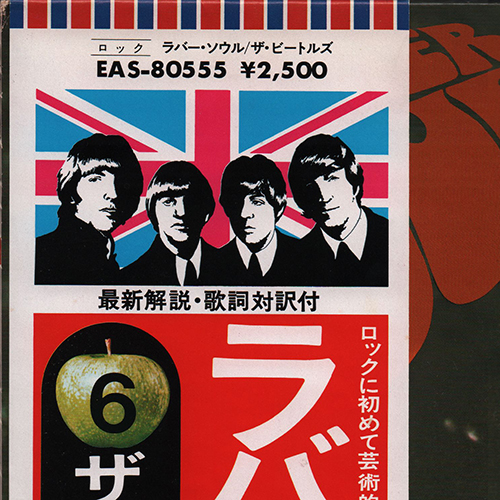 ロック ラバー・ソウル/ザ・ビートルズ
EAS-80555 ¥2,500
最新解説・歌詞対訳付
ロックに初めて芸術的
ラバ
6
ザ